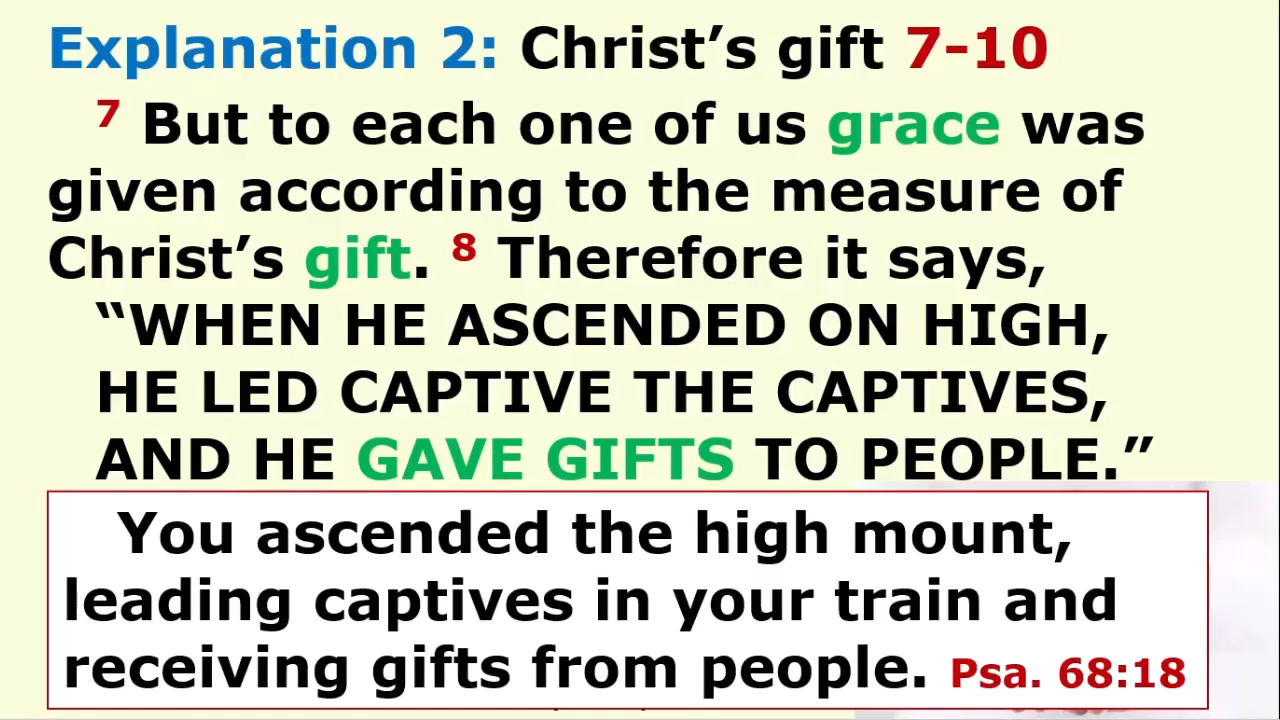 Explanation 2: Christ’s gift 7-10
7 But to each one of us grace was
given according to the measure of
Christ’s gift. 8 Therefore it says,
“WHEN HE ASCENDED ON HIGH,
HE LED CAPTIVE THE CAPTIVES,
AND HE GAVE GIFTS TO PEOPLE.”
You ascended the high mount,
leading captives in your train and
receiving gifts from people. Psa. 68:18